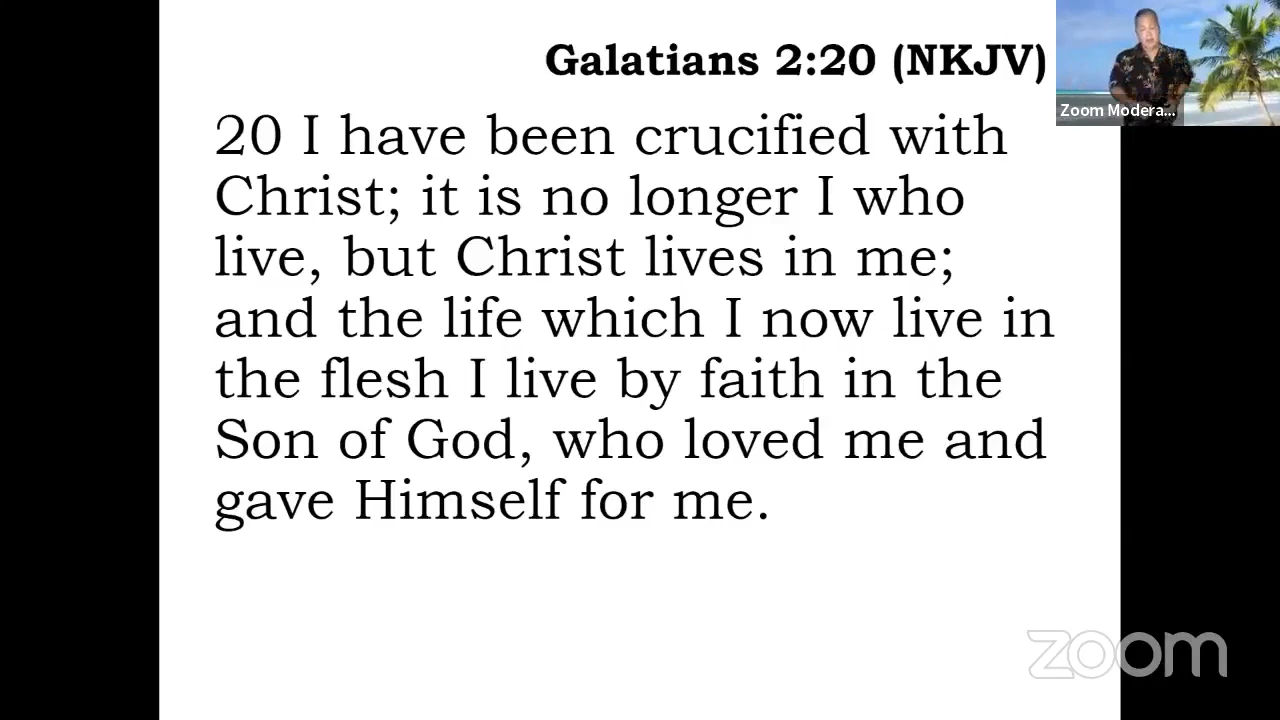 Galatians 2:20 (NKJV)
Zoom Modera...
20 I have been crucified with
Christ; it is no longer I who
live, but Christ lives in me;
and the life which I now live in
the flesh I live by faith in the
Son of God, who loved me and
gave Himself for me.
zoom